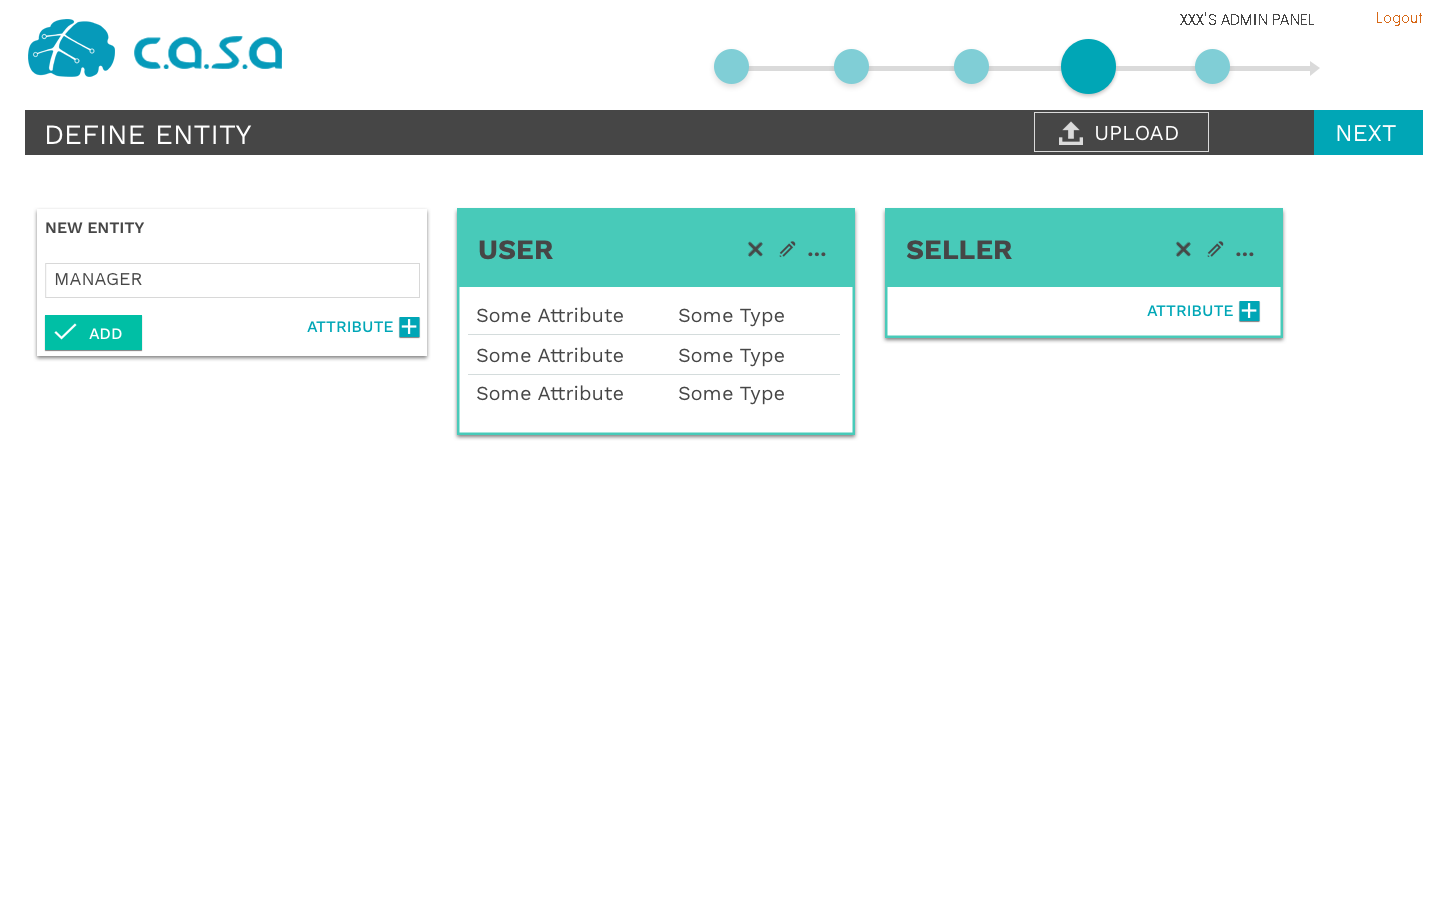 XXX'S ADMIN PANEL Logout
c.a.s.a
DEFINE ENTITY UPLOAD NEXT
NEW ENTITY
MANAGER
ADD ATTRIBUTE
USER ...
Some Attribute Some Type
Some Attribute Some Type
Some Attribute Some Type
SELLER ...
ATTRIBUTE